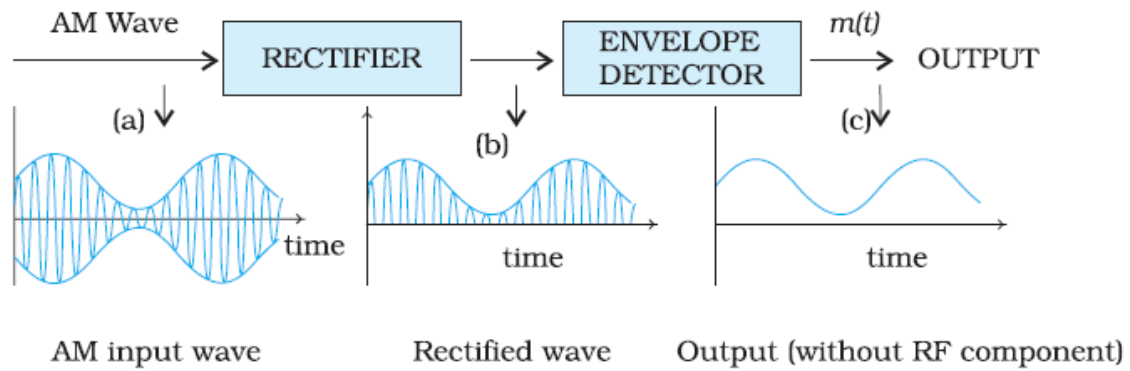 AM Wave
RECTIFIER
ENVELOPE
DETECTOR
m(t)
OUTPUT
(a)
(b)
(c)
time
time
time
AM input wave
Rectified wave
Output (without RF component)